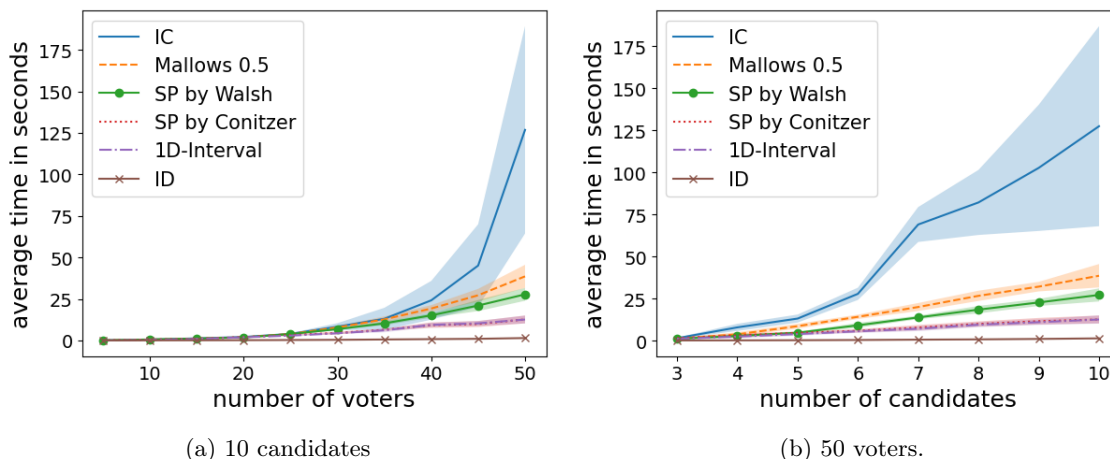 IC
Mallows 0.5
SP by Walsh
SP by Conitzer
1D-Interval
ID
average time in seconds
175
150
125
100
75
50
25
0
10 20 30 40 50
number of voters
(a) 10 candidates
IC
Mallows 0.5
SP by Walsh
SP by Conitzer
1D-Interval
ID
average time in seconds
175
150
125
100
75
50
25
0
3 4 5 6 7 8 9 10
number of candidates
(b) 50 voters.